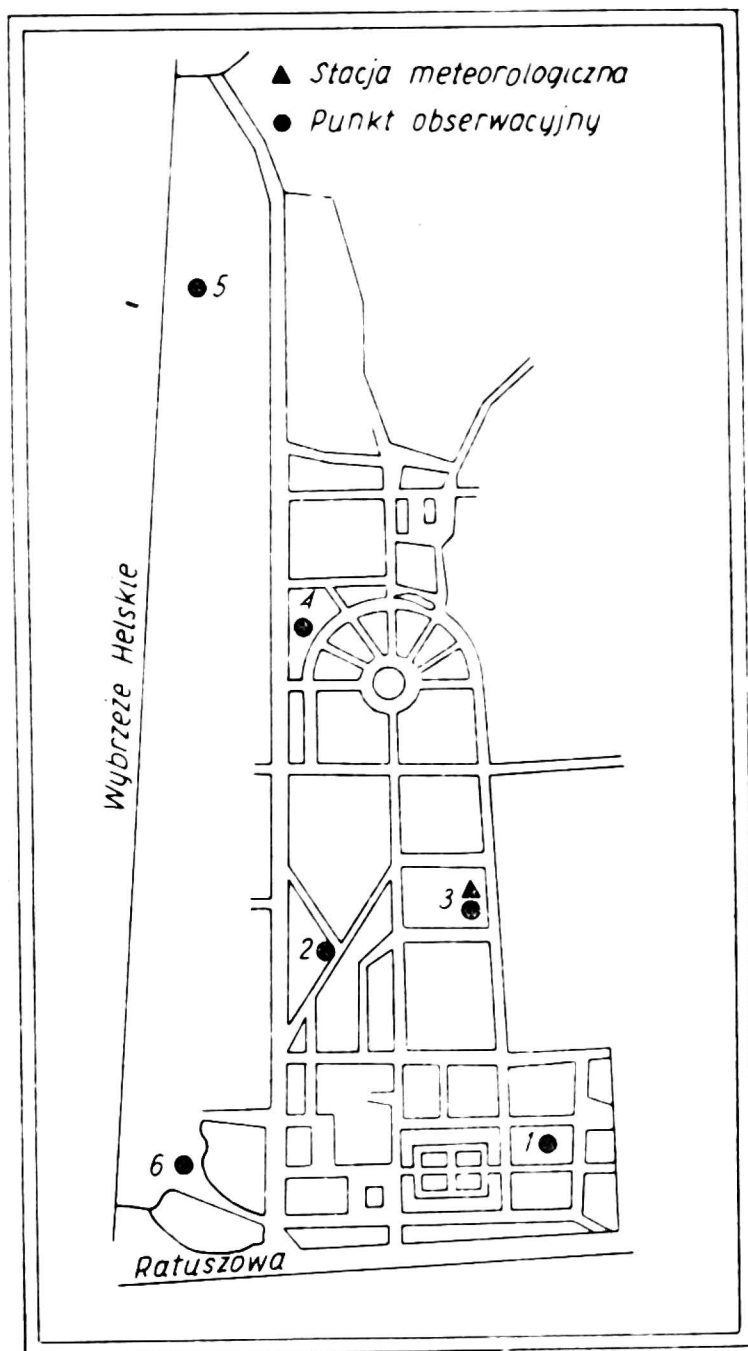 ▲ Stacja meteorologiczna
● Punkt obserwacyjny
5
4
Wybrzeże Helskie
3
2
1
6
Ratuszowa